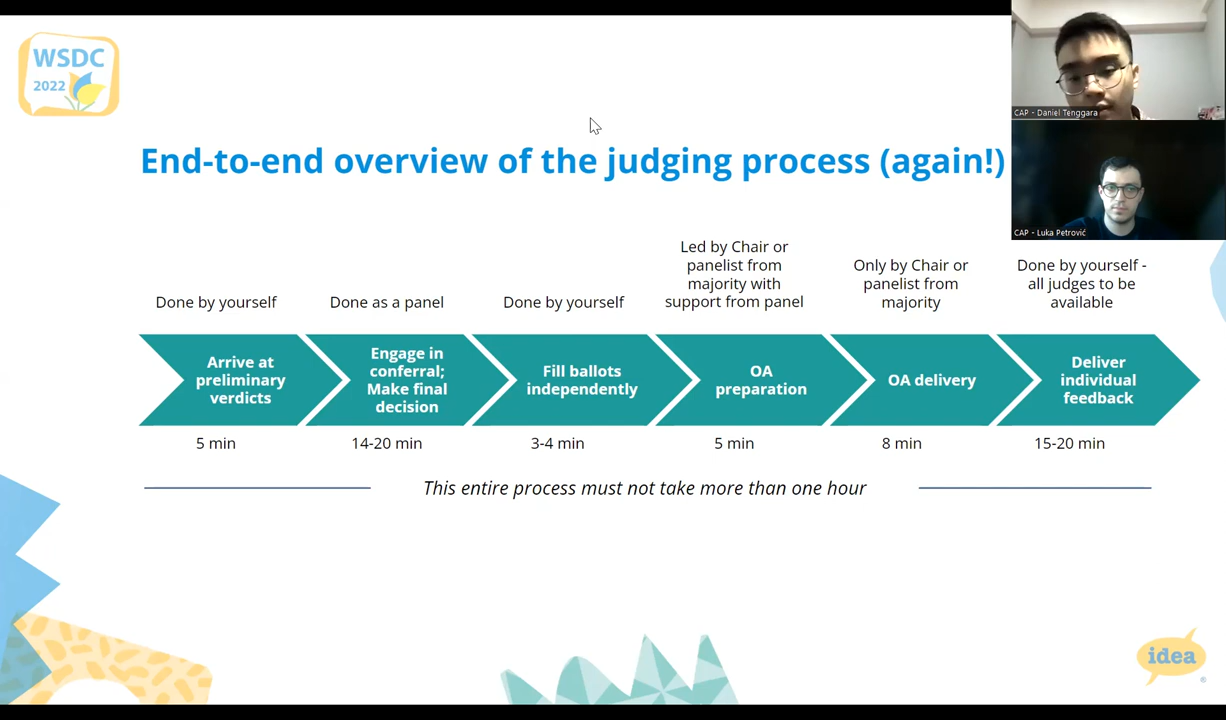 WSDC
2022
CAP - Daniel Tenggara
CAP - Luka Petrović
End-to-end overview of the judging process (again!)
Done by yourself
Done as a panel
Done by yourself
Led by Chair or
panelist from
majority with
support from panel
Only by Chair or
panelist from
majority
Done by yourself -
all judges to be
available
Arrive at
preliminary
verdicts
Engage in
conferral;
Make final
decision
Fill ballots
independently
OA
preparation
OA delivery
Deliver
individual
feedback
5 min
14-20 min
3-4 min
5 min
8 min
15-20 min
This entire process must not take more than one hour
idea
®